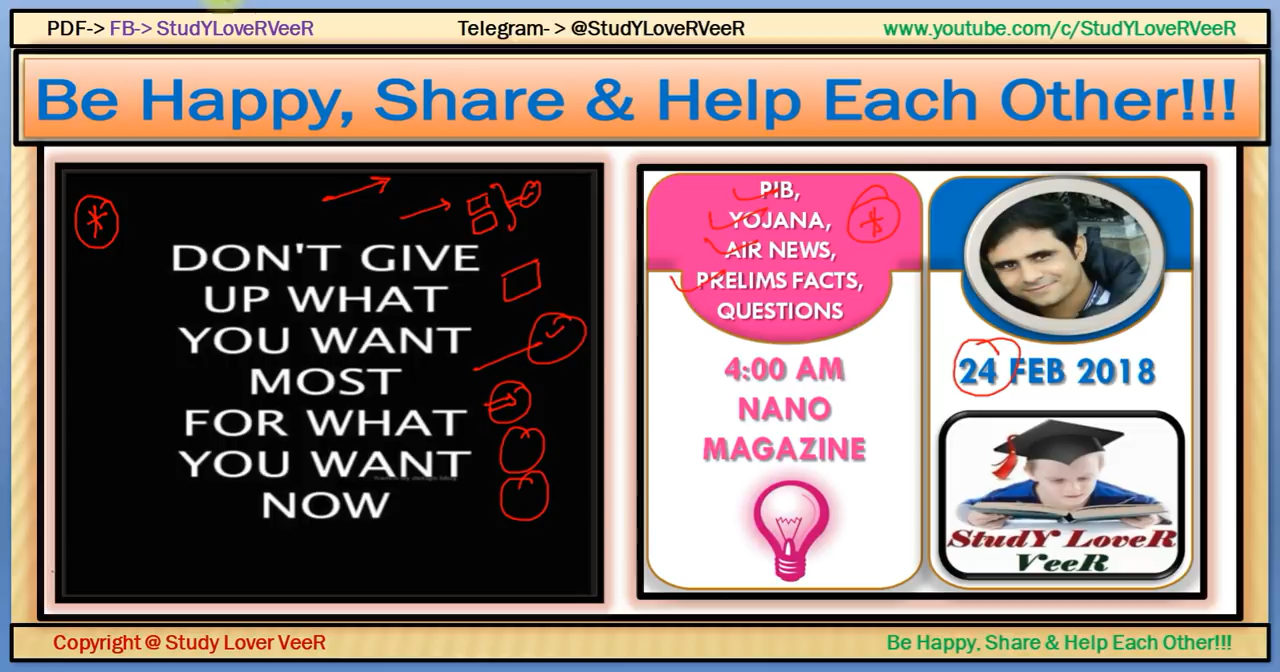 PDF-> FB-> StudYLoveRVeeR
Telegram- > @StudYLoveRVeeR
www.youtube.com/c/StudYLoveRVeeR
Be Happy, Share & Help Each Other!!!
DON'T GIVE
UP WHAT
YOU WANT
MOST
FOR WHAT
YOU WANT
NOW
PIB,
YOJANA,
AIR NEWS,
PRELIMS FACTS,
QUESTIONS
4:00 AM
NANO
MAGAZINE
24 FEB 2018
StudY LoveR
VeeR
Copyright @ Study Lover VeeR
Be Happy, Share & Help Each Other!!!